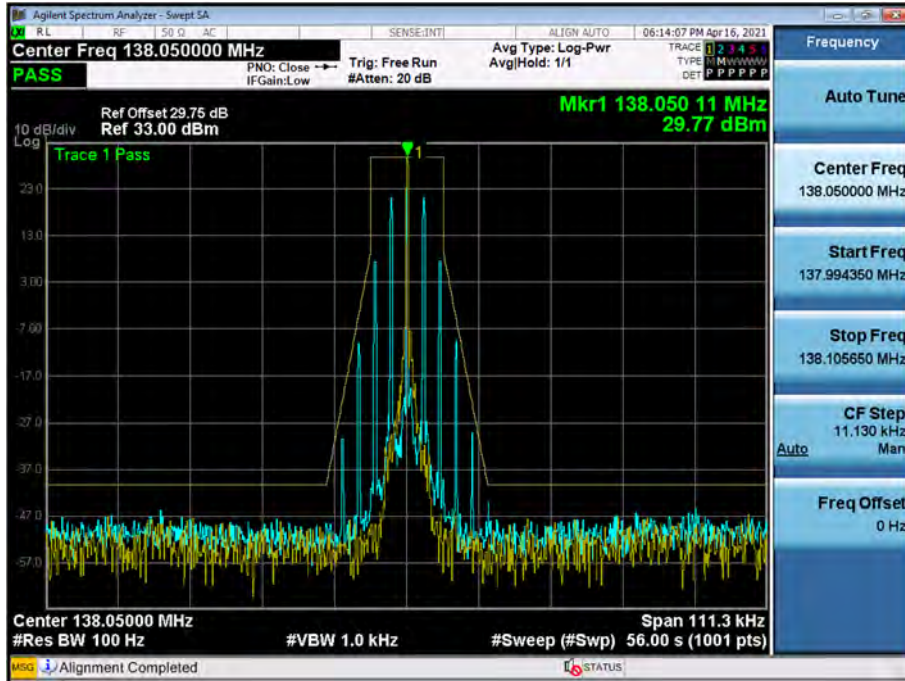 Agilent Spectrum Analyzer - Swept SA
RL RF 50 Ω AC SENSE:INT ALIGN AUTO 06:14:07 PM Apr 16, 2021
Center Freq 138.050000 MHz
PASS
PNO: Close
IFGain:Low
Trig: Free Run
#Atten: 20 dB
Avg Type: Log-Pwr
Avg|Hold: 1/1
TRACE 1 2 3 4 5
TYPE M M W W W W
DET P P P P P P
Frequency
Ref Offset 29.75 dB
Ref 33.00 dBm
Mkr1 138.050 11 MHz
29.77 dBm
10 dB/div
Log
Trace 1 Pass
1
23.0
13.0
3.00
-7.00
-17.0
-27.0
-37.0
-47.0
-57.0
Center 138.05000 MHz
Span 111.3 kHz
#Res BW 100 Hz
#VBW 1.0 kHz
#Sweep (#Swp) 56.00 s (1001 pts)
MSG Alignment Completed
STATUS
Auto Tune
Center Freq
138.050000 MHz
Start Freq
137.994350 MHz
Stop Freq
138.105650 MHz
CF Step
11.130 kHz
Auto Man
Freq Offset
0 Hz